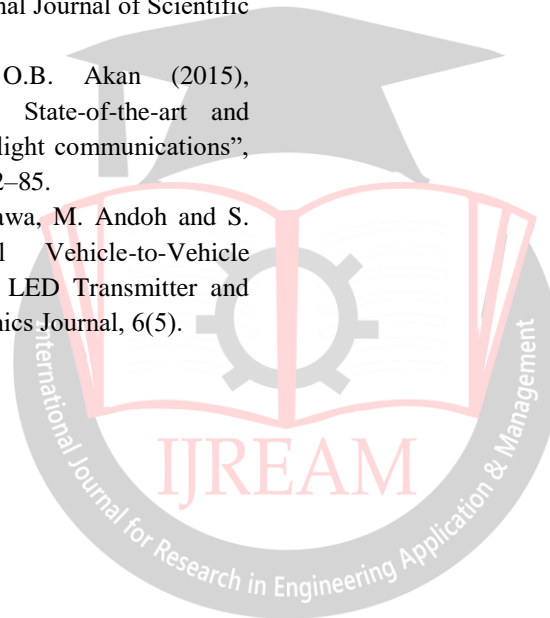 nal Journal of Scientific
O.B. Akan (2015),
State-of-the-art and
light communications”,
2–85.
awa, M. Andoh and S.
l Vehicle-to-Vehicle
LED Transmitter and
nics Journal, 6(5).
IJREAM
International Journal for Research in Engineering Application & Management